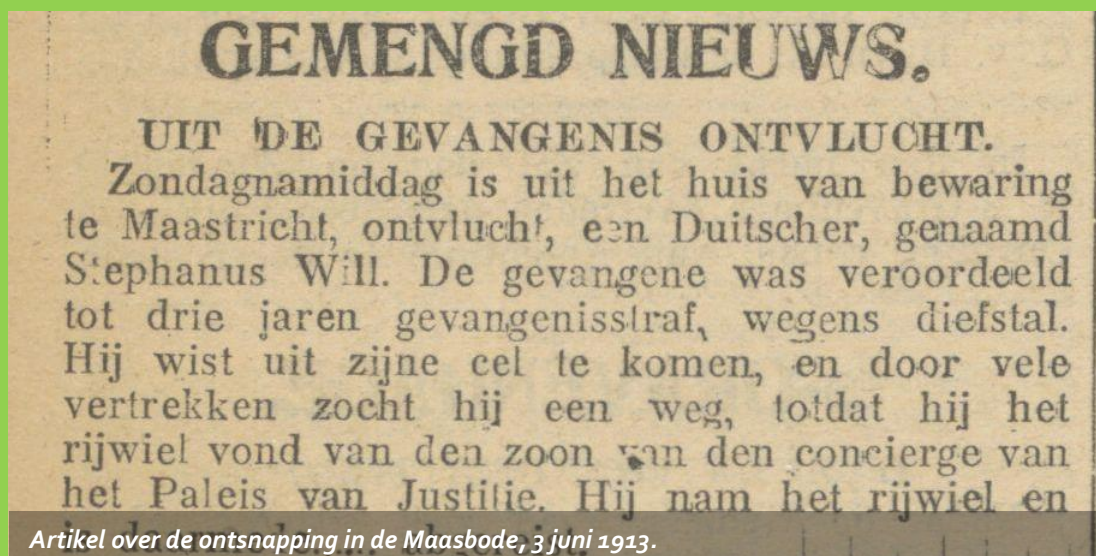 GEMENGD NIEUWS.
UIT DE GEVANGENIS ONTVLUCHT.
Zondagnamiddag is uit het huis van bewaring
te Maastricht, ontvlucht, een Duitscher, genaamd
Stephanus Will. De gevangene was veroordeeld
tot drie jaren gevangenisstraf, wegens diefstal.
Hij wist uit zijne cel te komen, en door vele
vertrekken zocht hij een weg, totdat hij het
rijwiel vond van den zoon van den concierge van
het Paleis van Justitie. Hij nam het rijwiel en
Artikel over de ontsnapping in de Maasbode, 3 juni 1913.